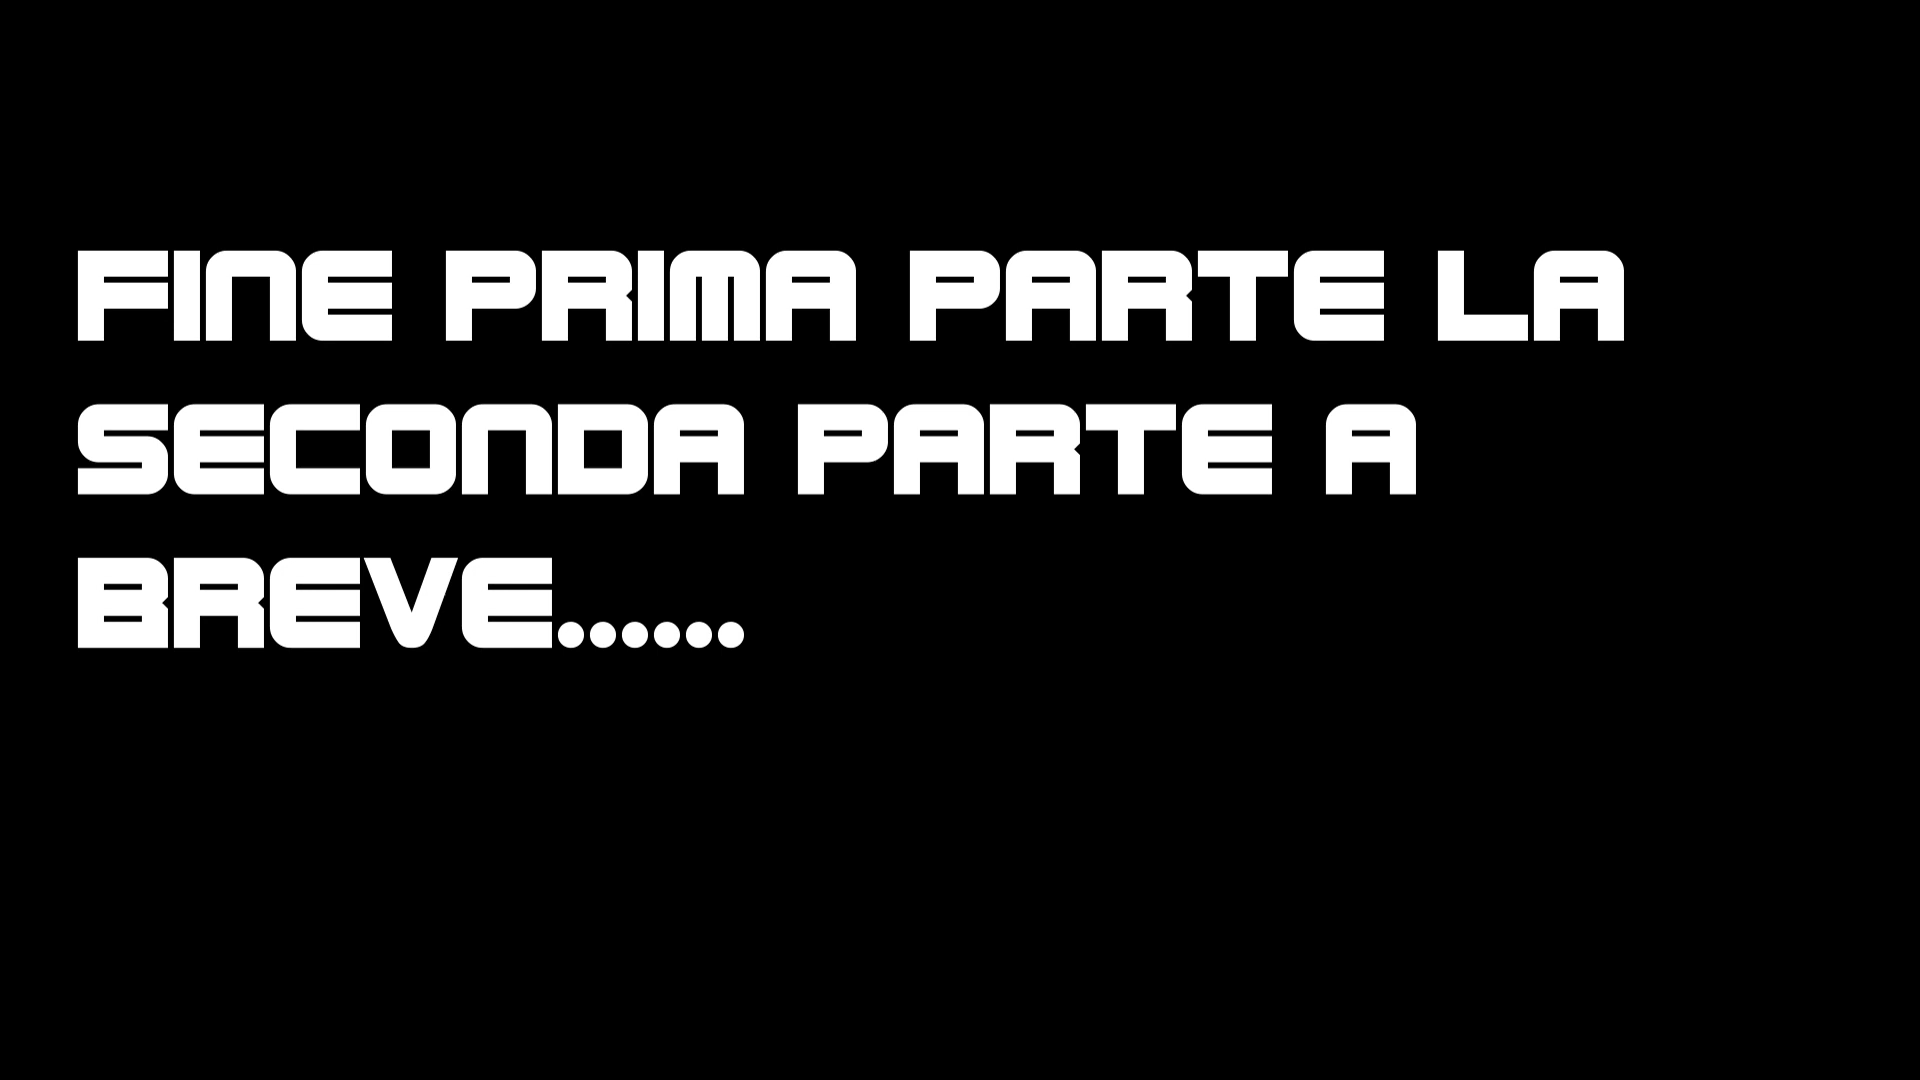 FINE PRIMA PARTE LA
SECONDA PARTE A
BREVE......